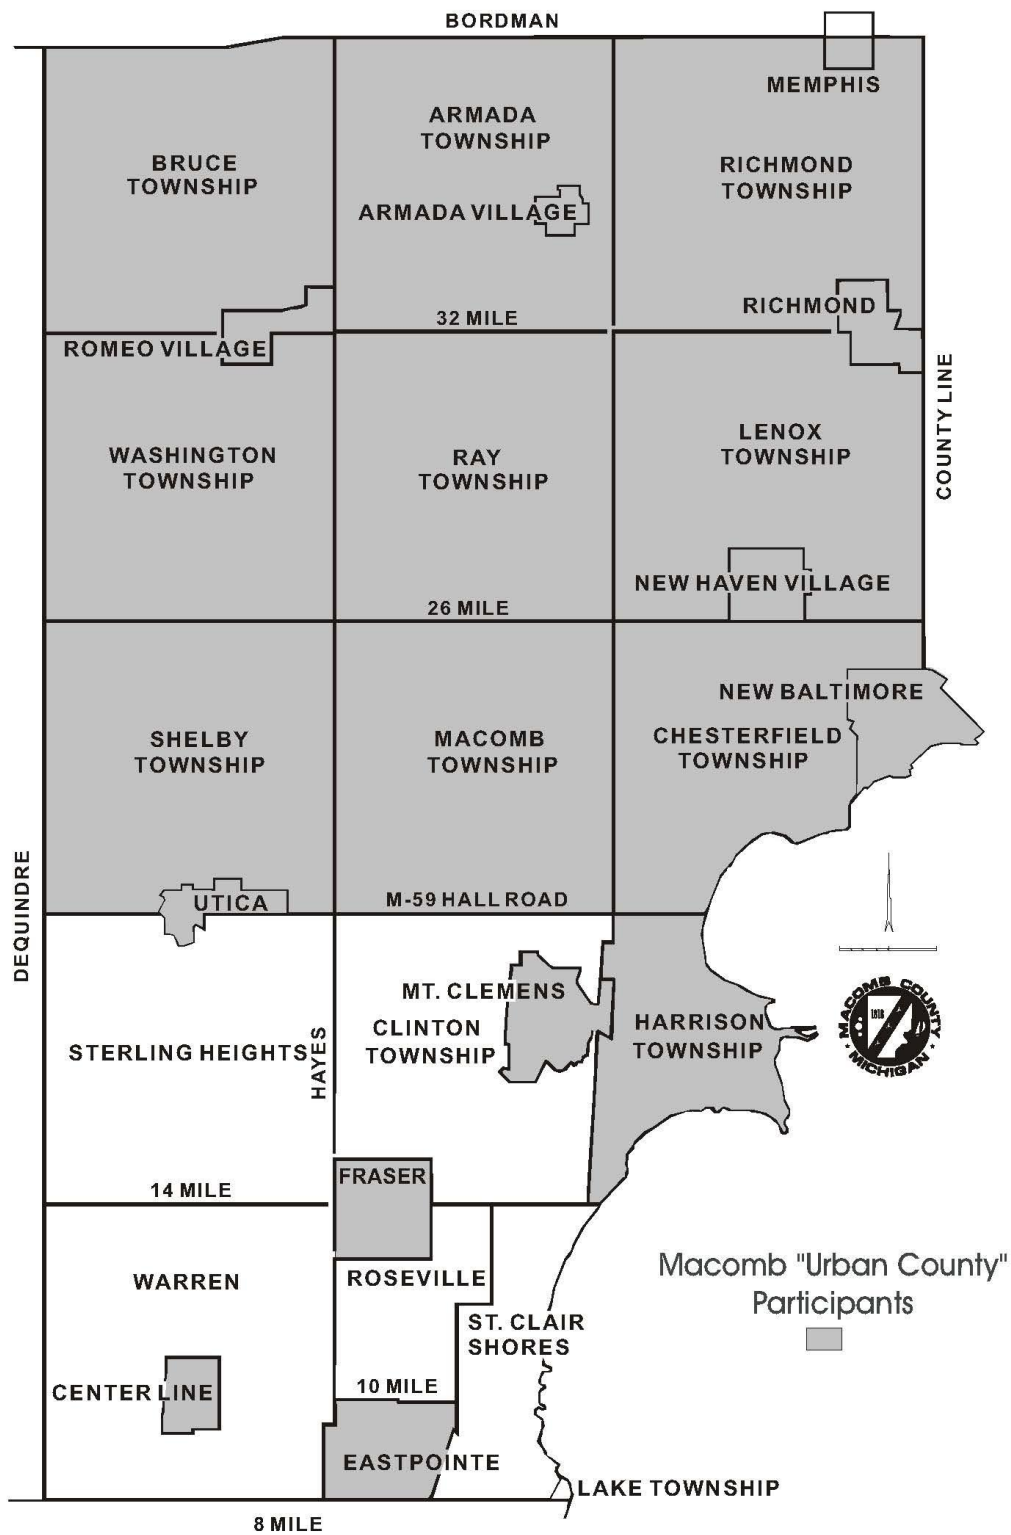 BORDMAN
MEMPHIS
ARMADA
TOWNSHIP
BRUCE
TOWNSHIP
RICHMOND
TOWNSHIP
ARMADA VILLAGE
RICHMOND
32 MILE
ROMEO VILLAGE
COUNTY LINE
LENOX
TOWNSHIP
WASHINGTON
TOWNSHIP
RAY
TOWNSHIP
NEW HAVEN VILLAGE
26 MILE
NEW BALTIMORE
SHELBY
TOWNSHIP
MACOMB
TOWNSHIP
CHESTERFIELD
TOWNSHIP
DEQUINDRE
UTICA
M-59 HALL ROAD
MT. CLEMENS
CLINTON
TOWNSHIP
HARRISON
TOWNSHIP
MACOMB COUNTY
1818
MICHIGAN
STERLING HEIGHTS
HAYES
FRASER
14 MILE
WARREN
ROSEVILLE
Macomb "Urban County"
Participants
ST. CLAIR
SHORES
10 MILE
CENTER LINE
EASTPOINTE
LAKE TOWNSHIP
8 MILE